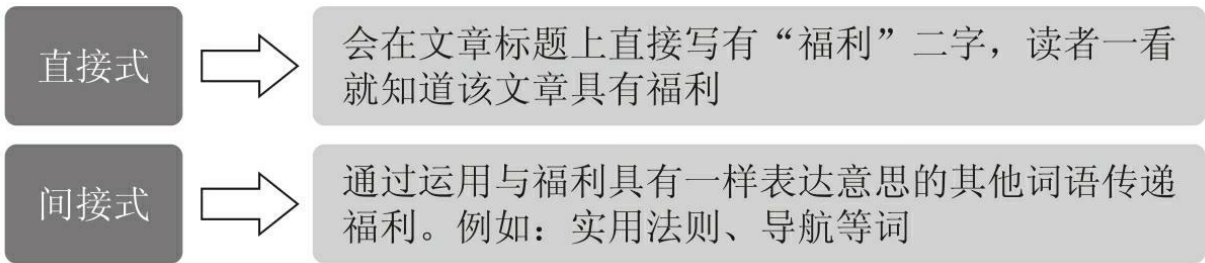 直接式
会在文章标题上直接写有“福利”二字，读者一看
就知道该文章具有福利
间接式
通过运用与福利具有一样表达意思的其他词语传递
福利。例如：实用法则、导航等词